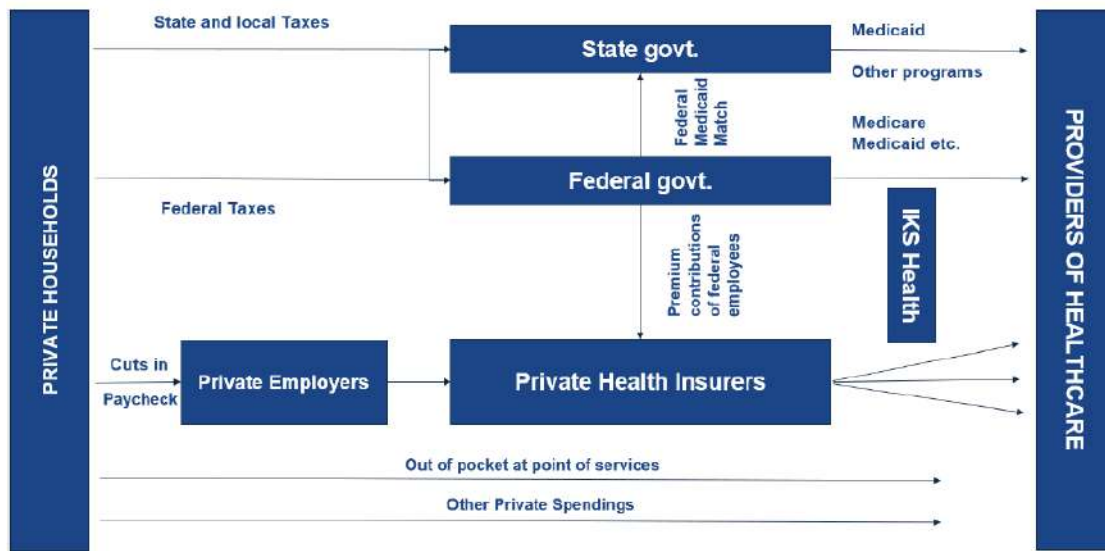 State and local Taxes
State govt.
Medicaid
Other programs
Federal
Medicaid
Match
Medicare
Medicaid etc.
Federal govt.
Federal Taxes
PRIVATE HOUSEHOLDS
Premium
contributions
of federal
employees
IKS Health
PROVIDERS OF HEALTHCARE
Cuts in
Paycheck
Private Employers
Private Health Insurers
Out of pocket at point of services
Other Private Spendings